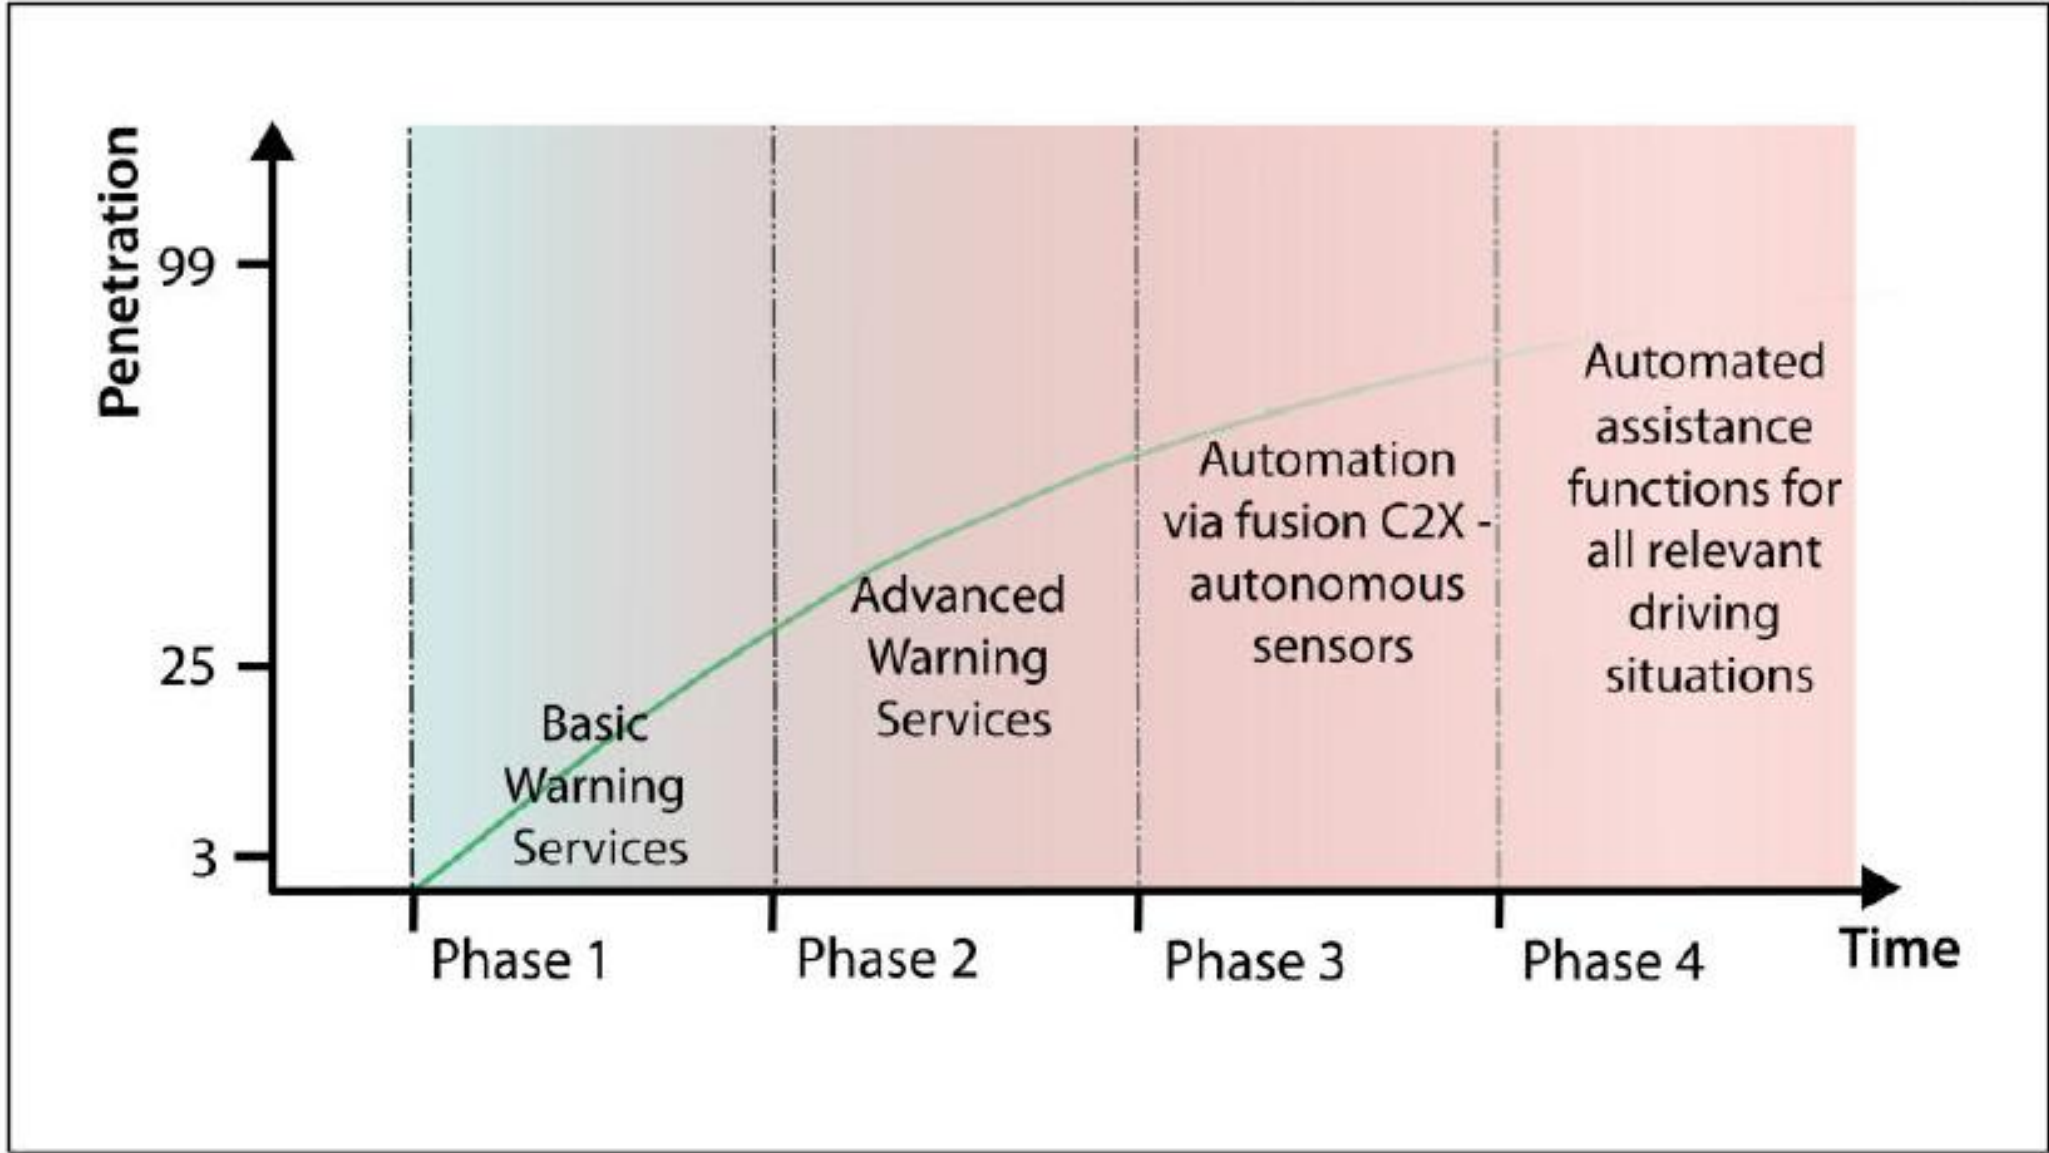 Penetration
99
25
3
Basic
Warning
Services
Advanced
Warning
Services
Automation
via fusion C2X -
autonomous
sensors
Automated
assistance
functions for
all relevant
driving
situations
Phase 1
Phase 2
Phase 3
Phase 4
Time